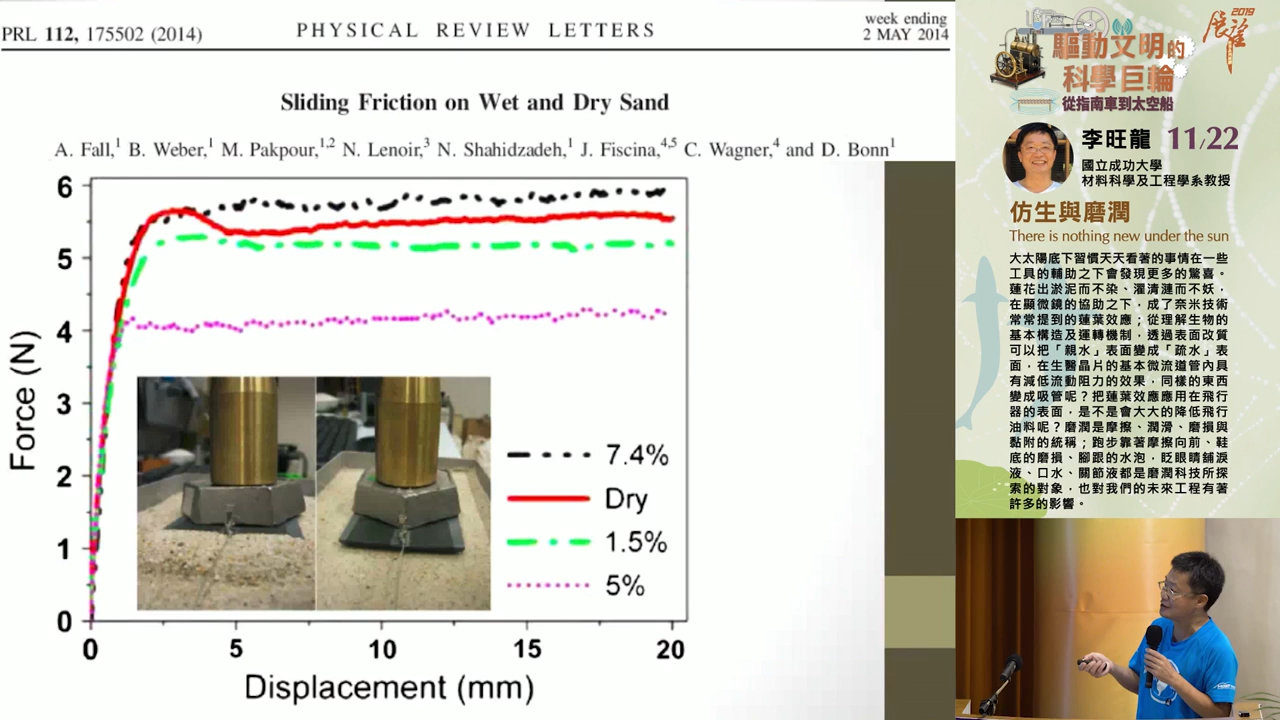 PRL 112, 175502 (2014)
PHYSICAL REVIEW LETTERS
week ending
2 MAY 2014
Sliding Friction on Wet and Dry Sand
A. Fall,1 B. Weber,1 M. Pakpour,1,2 N. Lenoir,3 N. Shahidzadeh,1 J. Fiscina,4,5 C. Wagner,4 and D. Bonn1
6
5
4
3
2
1
0
Force (N)
7.4%
Dry
1.5%
5%
0
5
10
15
20
Displacement (mm)
2019
展望
驅動文明的
科學巨輪
從指南車到太空船
李旺龍 11/22
國立成功大學
材料科學及工程學系教授
仿生與磨潤
There is nothing new under the sun
大太陽底下習慣天天看著的事情在一些
工具的輔助之下會發現更多的驚喜。
蓮花出淤泥而不染、濯清漣而不妖，
在顯微鏡的協助之下，成了奈米技術
常常提到的蓮葉效應；從理解生物的
基本構造及運轉機制，透過表面改質
可以把「親水」表面變成「疏水」表
面，在生醫晶片的基本微流道管內具
有減低流動阻力的效果，同樣的東西
變成吸管呢？把蓮葉效應應用在飛行
器的表面，是不是會大大的降低飛行
油料呢？磨潤是摩擦、潤滑、磨損與
黏附的統稱；跑步靠著摩擦向前、鞋
底的磨損、腳跟的水泡，眨眼睛舖淚
液、口水、關節液都是磨潤科技所探
索的對象，也對我們的未來工程有著
許多的影響。